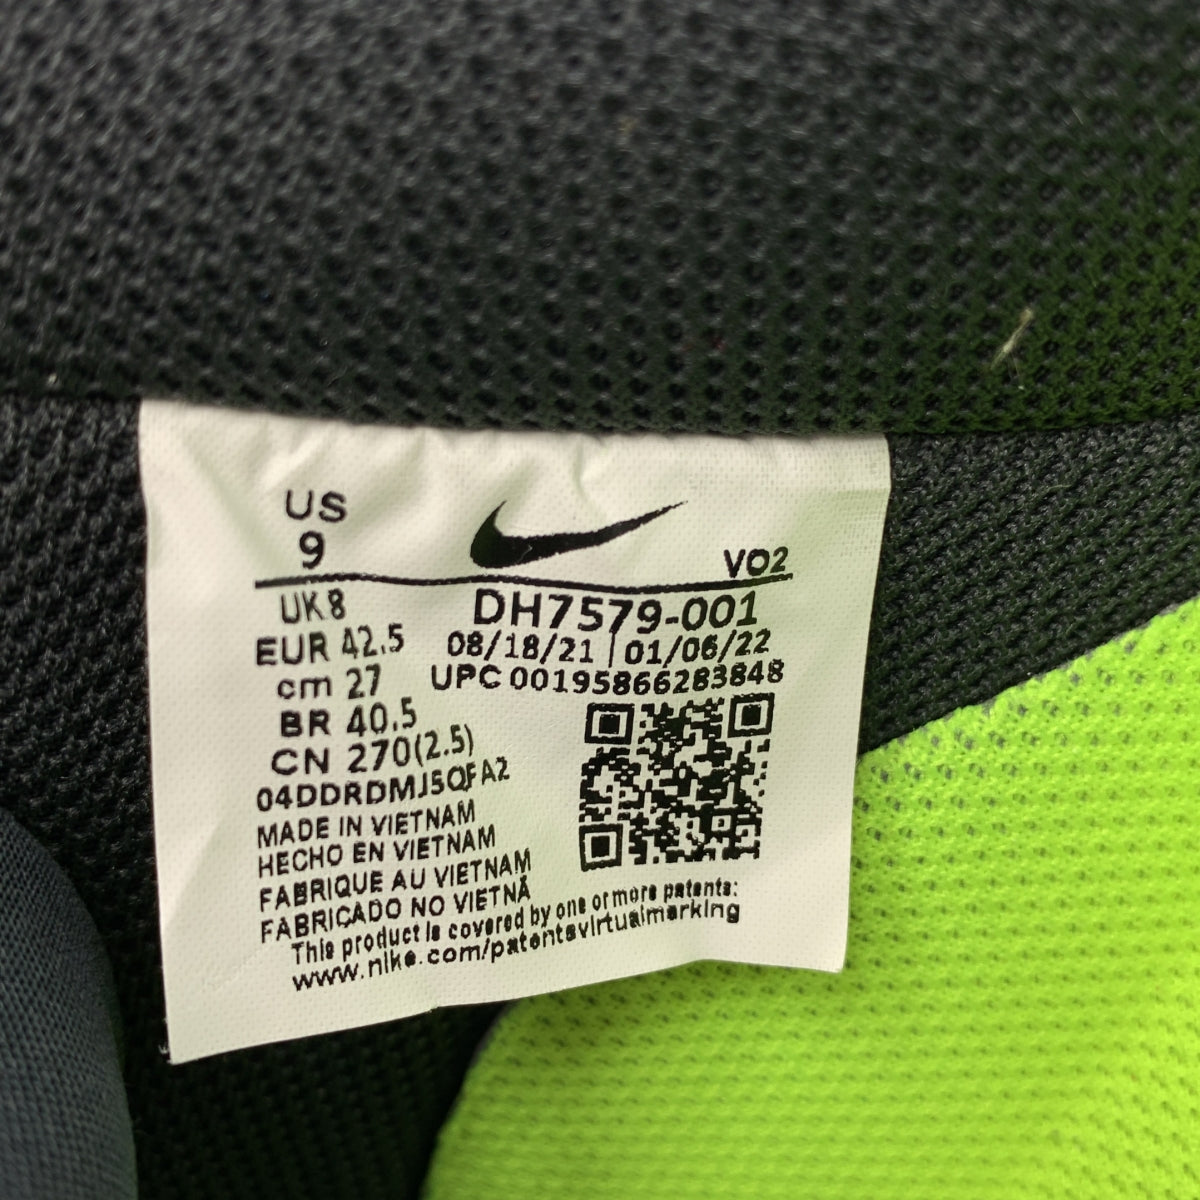 US
9
VO2
UK 8
EUR 42.5
cm 27
BR 40.5
CN 270(2.5)
04DDRDMJ5QFA2
MADE IN VIETNAM
HECHO EN VIETNAM
FABRIQUE AU VIETNAM
FABRICADO NO VIETNÃ
DH7579-001
08/18/21 | 01/06/22
UPC 00195866283848
This product is covered by one or more patents:
www.nike.com/patentsvirtualmarking